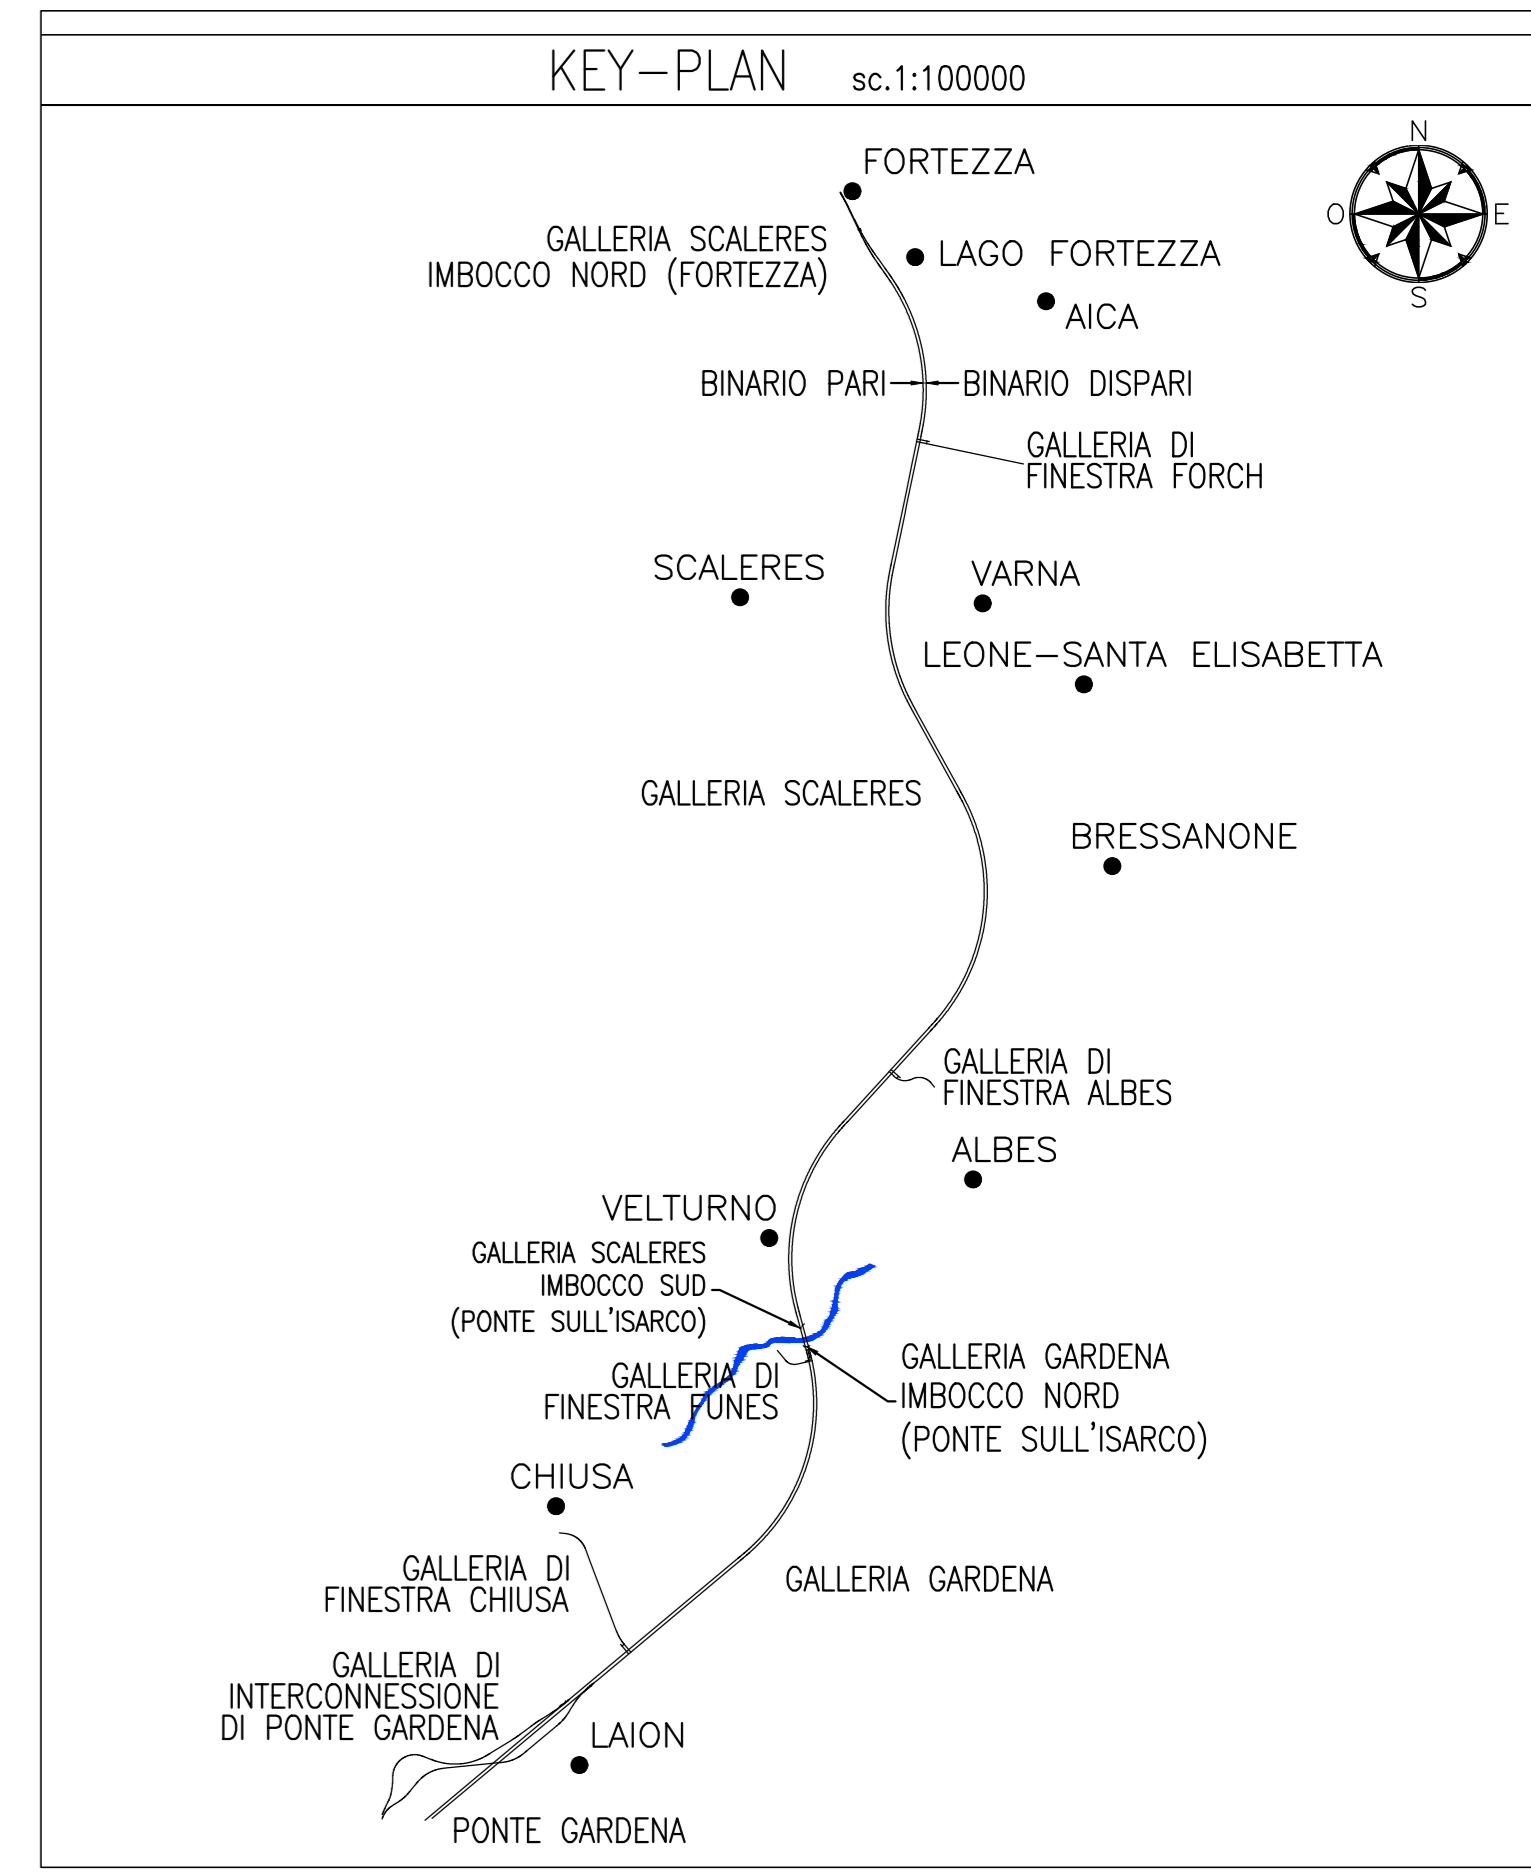 KEY-PLAN sc.1:100000
N
O
E
S
FORTEZZA
GALLERIA SCALERES
IMBOCCO NORD (FORTEZZA)
LAGO FORTEZZA
AICA
BINARIO PARI
BINARIO DISPARI
GALLERIA DI
FINESTRA FORCH
SCALERES
VARNA
LEONE-SANTA ELISABETTA
GALLERIA SCALERES
BRESSANONE
GALLERIA DI
FINESTRA ALBES
ALBES
VELTURNO
GALLERIA SCALERES
IMBOCCO SUD
(PONTE SULL'ISARCO)
GALLERIA DI
FINESTRA FUNES
GALLERIA GARDENA
IMBOCCO NORD
(PONTE SULL'ISARCO)
CHIUSA
GALLERIA DI
FINESTRA CHIUSA
GALLERIA GARDENA
GALLERIA DI
INTERCONNESSIONE
DI PONTE GARDENA
LAION
PONTE GARDENA